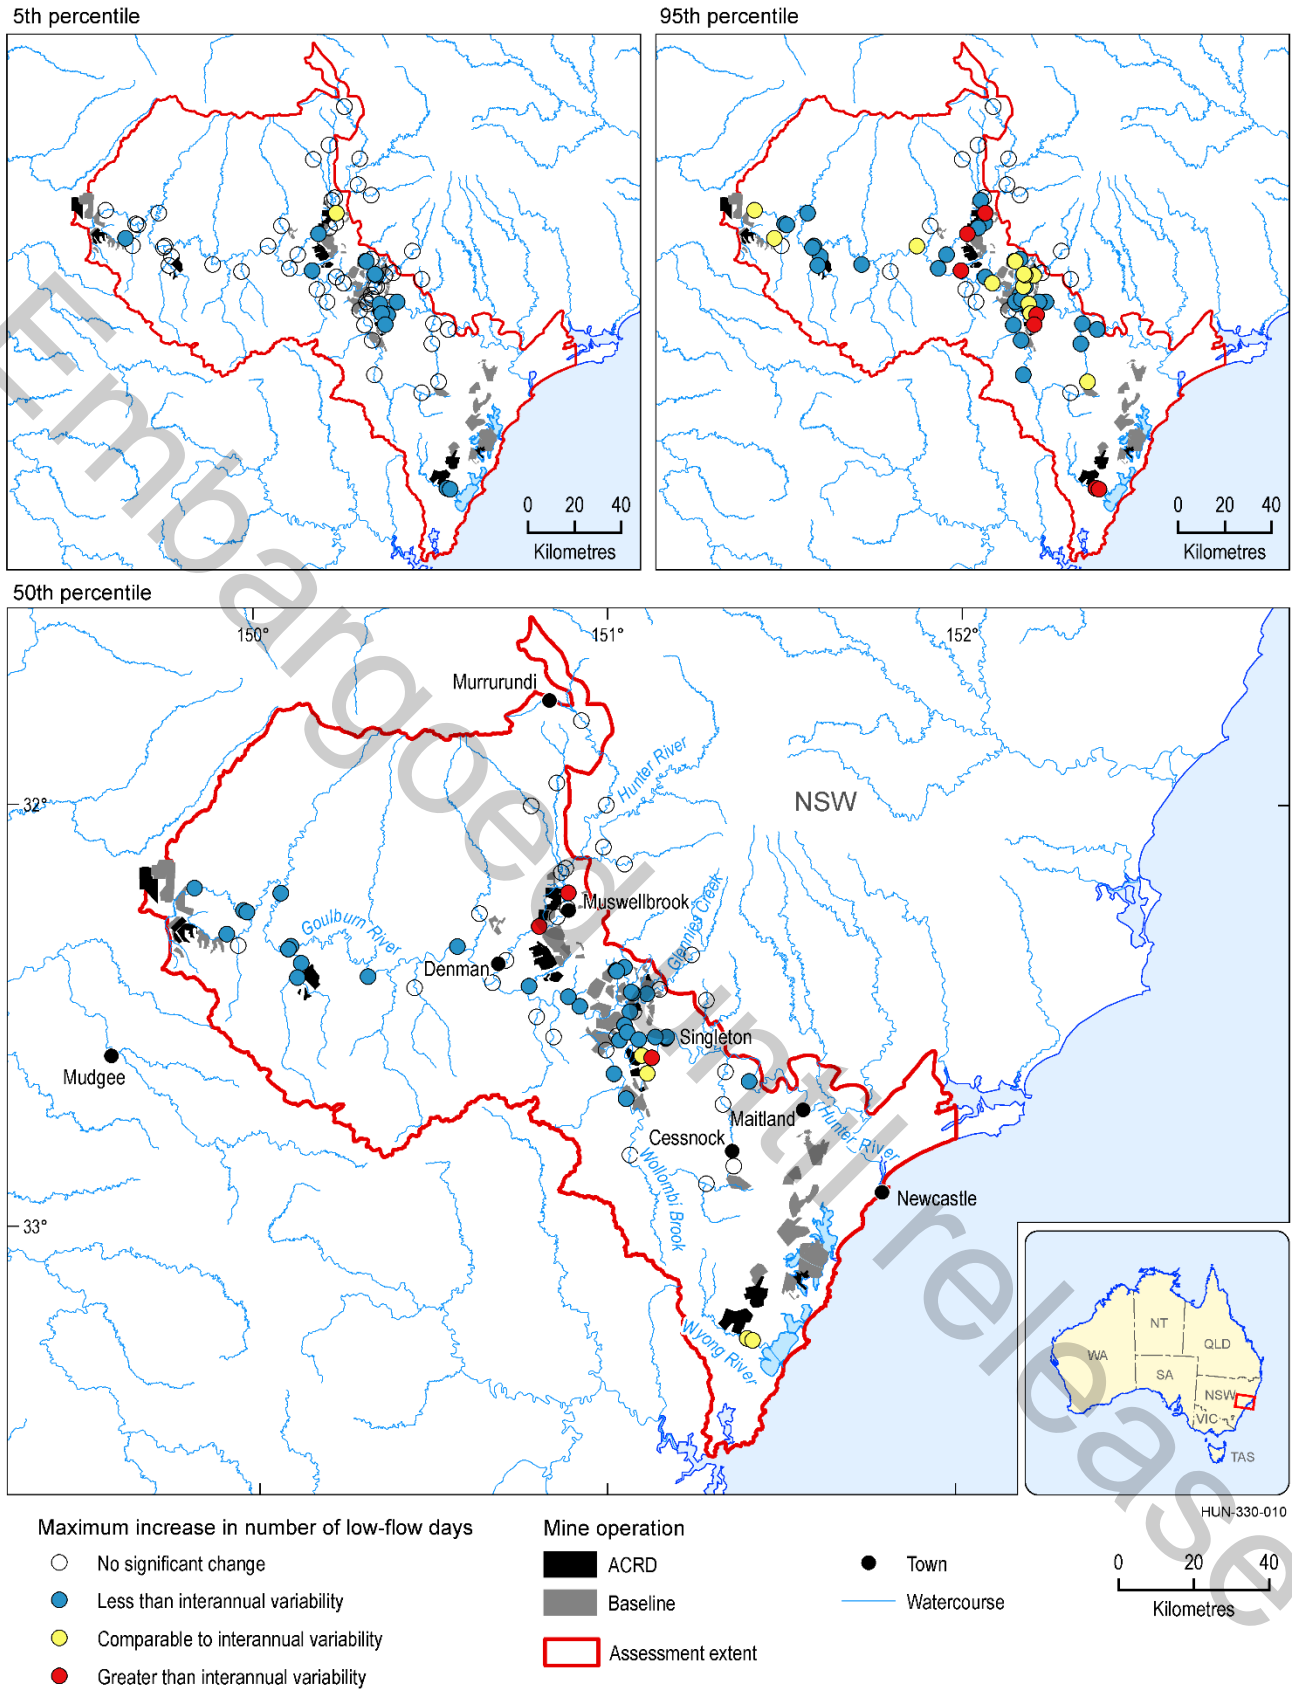 5th percentile
95th percentile
0 20 40
Kilometres
0 20 40
Kilometres
50th percentile
150°
151°
152°
32°
33°
Murrurundi
Hunter River
NSW
Muswellbrook
Glennies Creek
Goulburn River
Denman
Singleton
Mudgee
Maitland
Hunter River
Cessnock
Wollombi Brook
Newcastle
Wyong River
WA
NT
QLD
SA
NSW
VIC
TAS
HUN-330-010
Embargoed until release
Maximum increase in number of low-flow days
No significant change
Less than interannual variability
Comparable to interannual variability
Greater than interannual variability
Mine operation
ACRD
Baseline
Assessment extent
Town
Watercourse
0 20 40
Kilometres